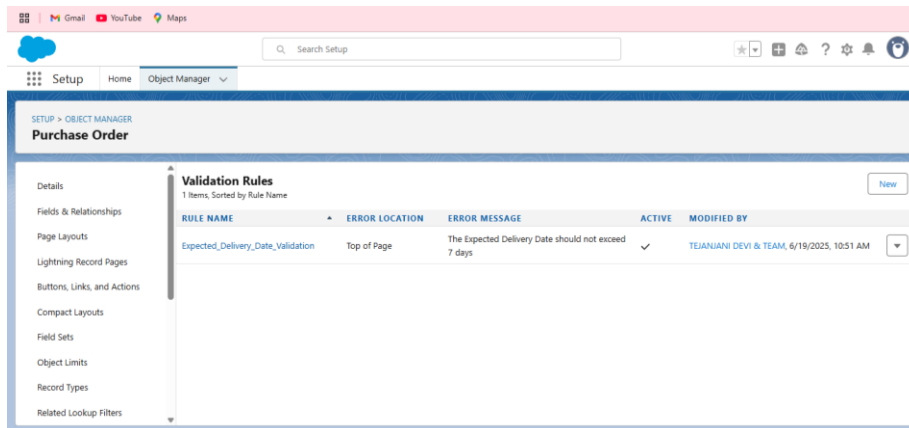 Gmail YouTube Maps
Search Setup
Setup Home Object Manager
SETUP > OBJECT MANAGER
Purchase Order
Details
Fields & Relationships
Page Layouts
Lightning Record Pages
Buttons, Links, and Actions
Compact Layouts
Field Sets
Object Limits
Record Types
Related Lookup Filters
Validation Rules
1 Items, Sorted by Rule Name
New
RULE NAME ERROR LOCATION ERROR MESSAGE ACTIVE MODIFIED BY
Expected_Delivery_Date_Validation Top of Page The Expected Delivery Date should not exceed
7 days
TEJANJANI DEVI & TEAM, 6/19/2025, 10:51 AM